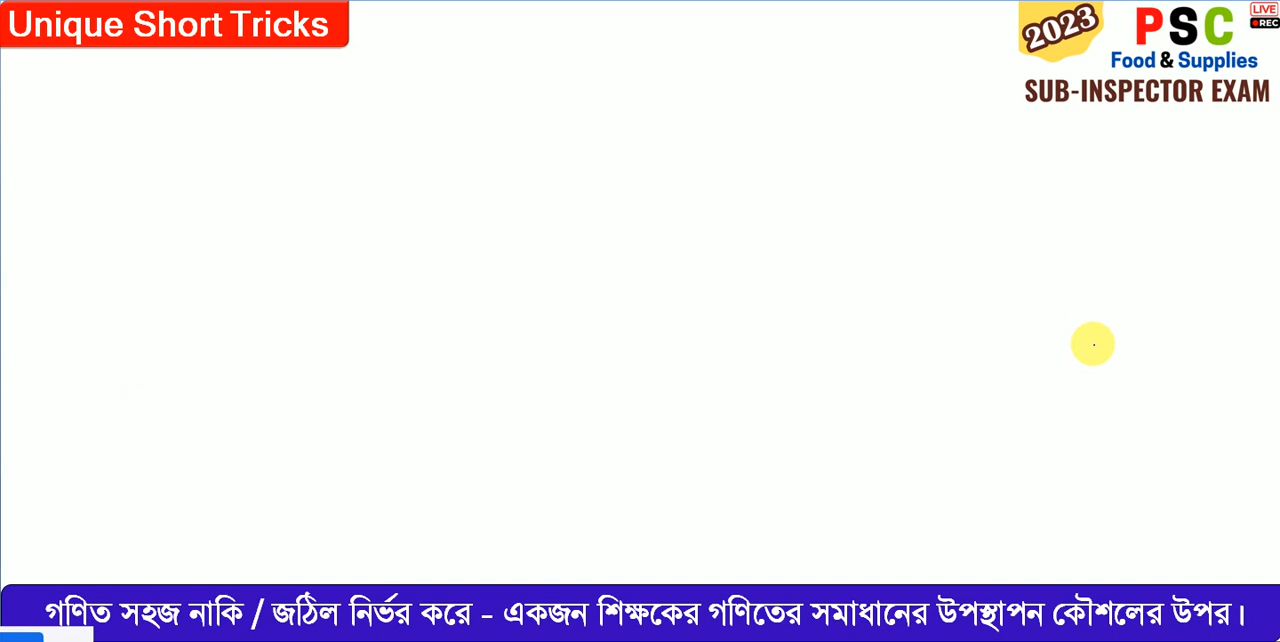 Unique Short Tricks
2023
PSC
Food & Supplies
SUB-INSPECTOR EXAM
LIVE
REC
গণিত সহজ নাকি / জঠিল নির্ভর করে - একজন শিক্ষকের গণিতের সমাধানের উপস্থাপন কৌশলের উপর।